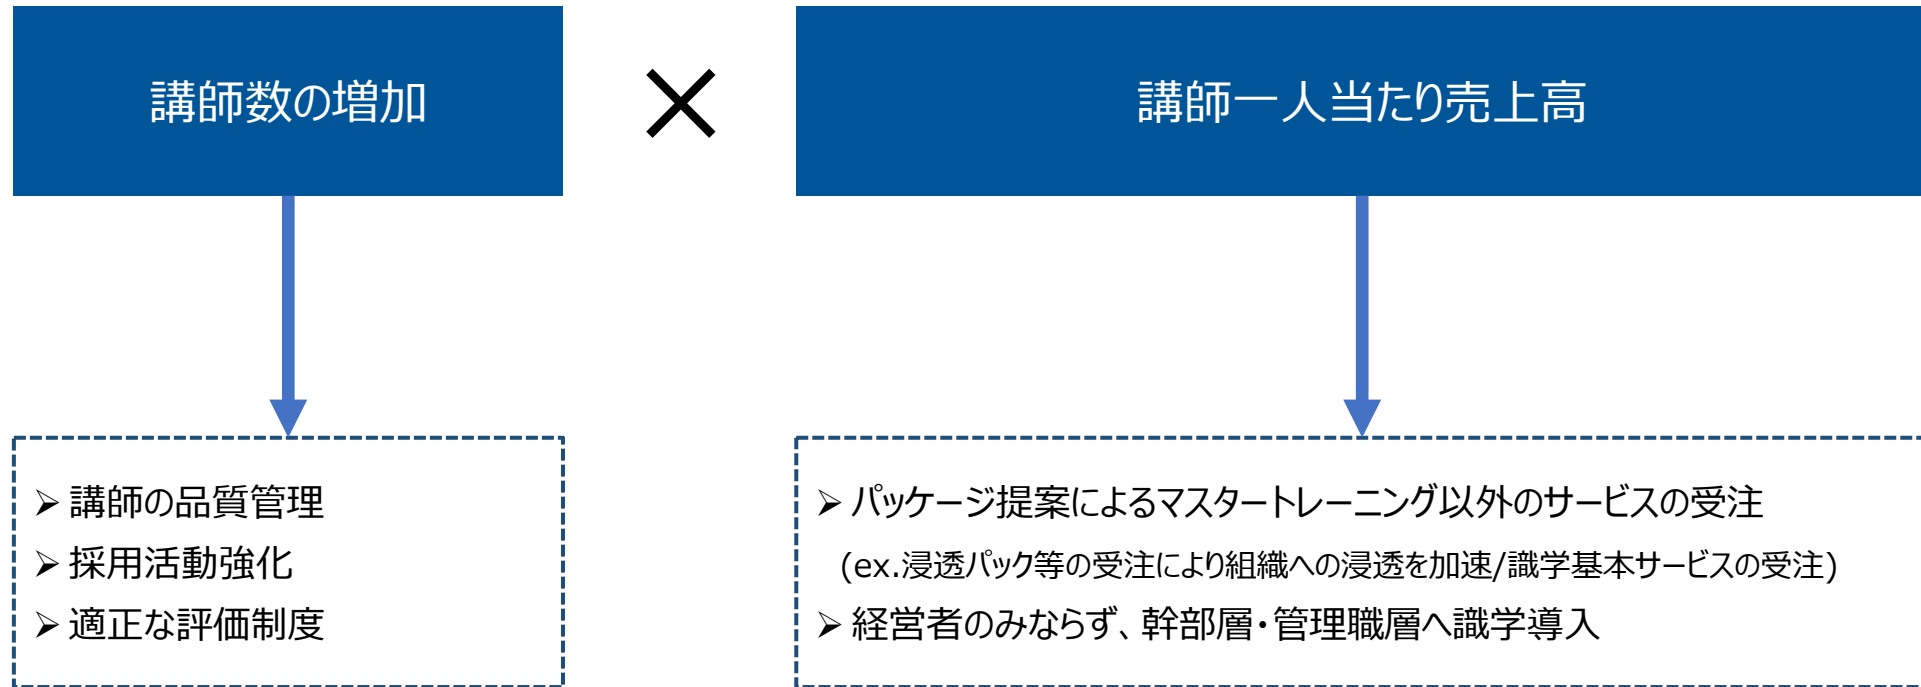 講師数の増加
×
講師一人当たり売上高
➢ 講師の品質管理
➢ 採用活動強化
➢ 適正な評価制度
➢ パッケージ提案によるマスタートレーニング以外のサービスの受注
(ex.浸透パック等の受注により組織への浸透を加速/識学基本サービスの受注)
➢ 経営者のみならず、幹部層・管理職層へ識学導入